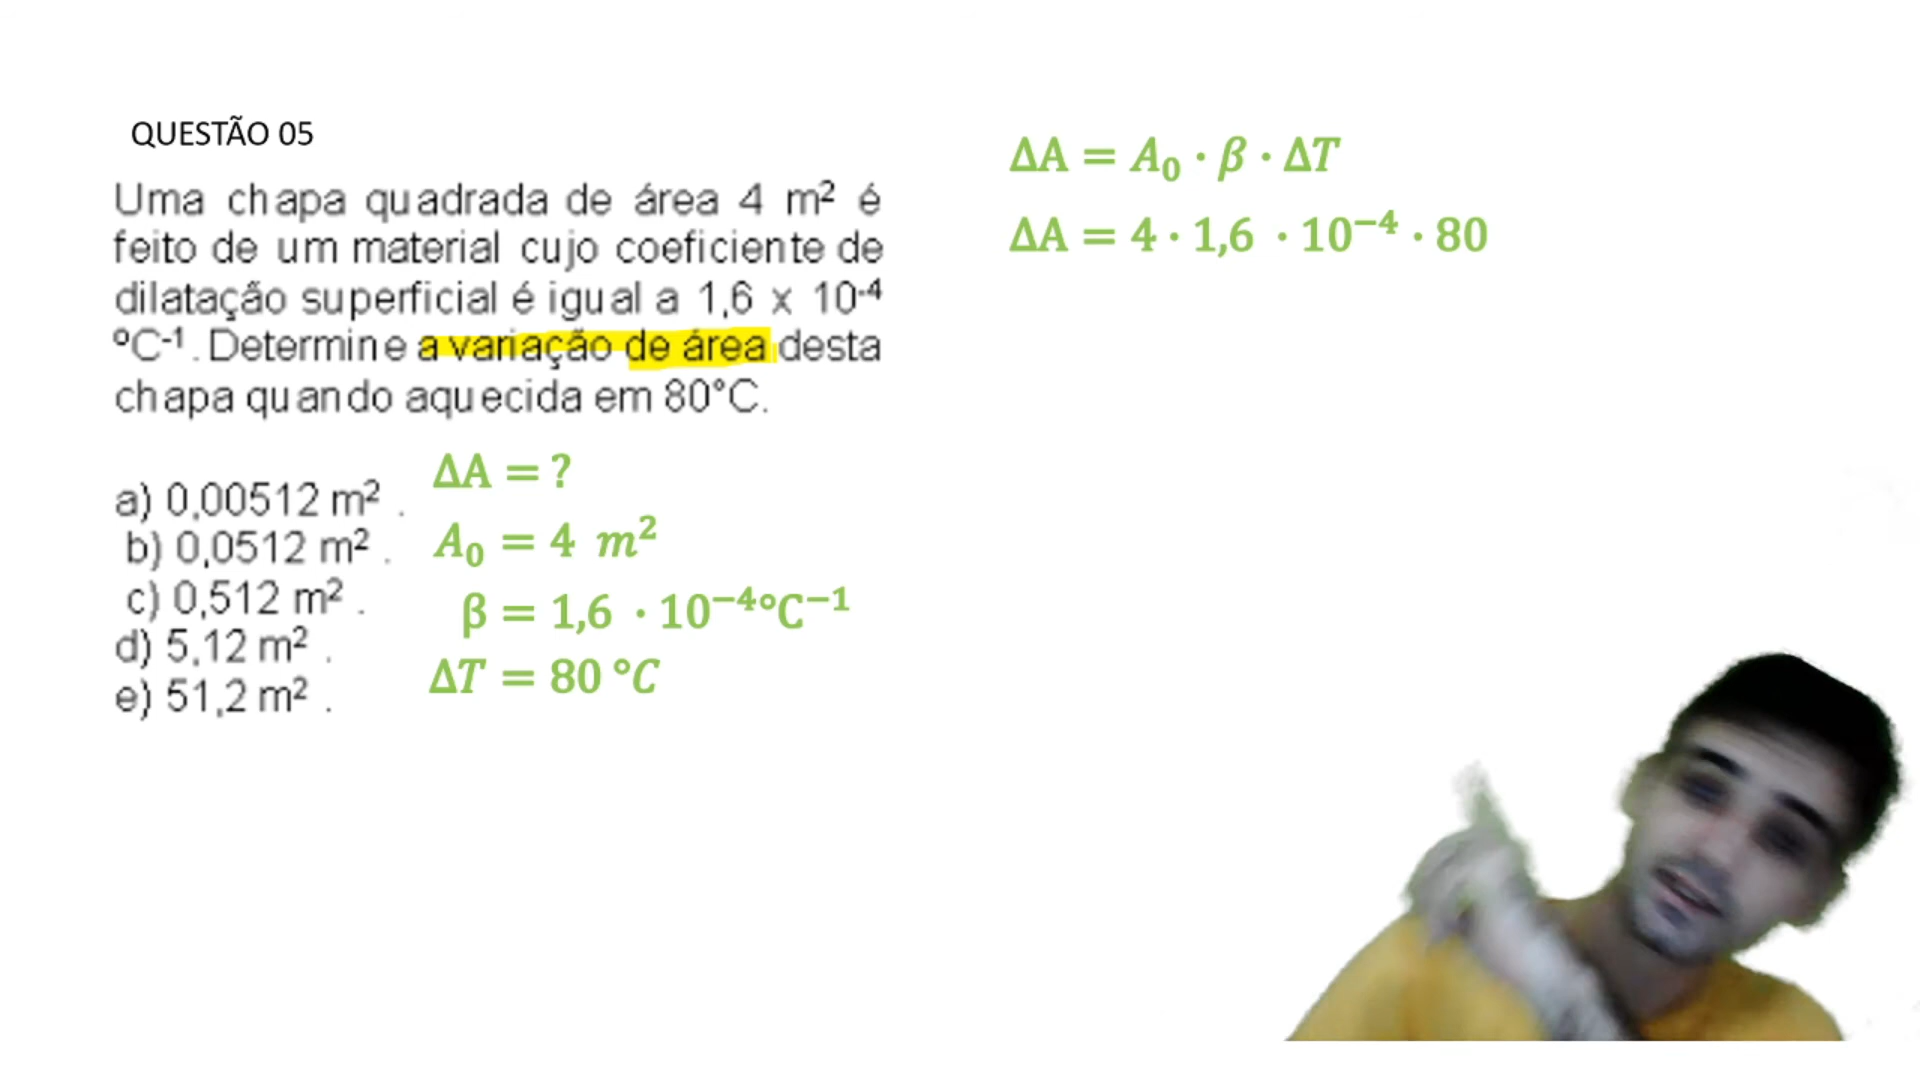 QUESTÃO 05
Uma chapa quadrada de área 4 m² é
feito de um material cujo coeficiente de
dilatação superficial é igual a 1,6 x 10⁻⁴
ºC⁻¹. Determine a variação de área desta
chapa quando aquecida em 80°C.
a) 0,00512 m² .
b) 0,0512 m² .
c) 0,512 m² .
d) 5,12 m² .
e) 51,2 m² .
ΔA = ?
A₀ = 4 m²
β = 1,6 · 10⁻⁴°C⁻¹
ΔT = 80 °C
ΔA = A₀ · β · ΔT
ΔA = 4 · 1,6 · 10⁻⁴ · 80